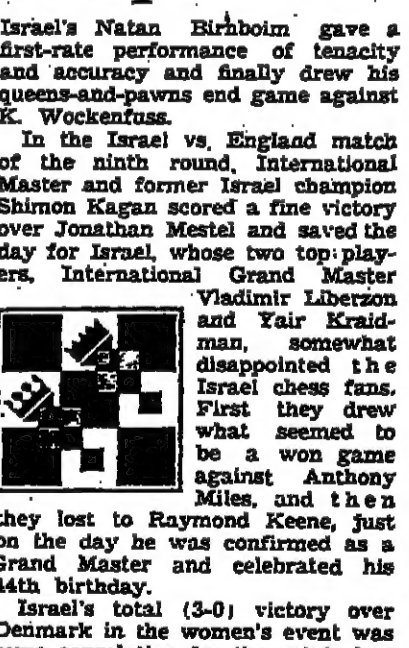 Israel's Natan Birnboim gave a
first-rate performance of tenacity
and accuracy and finally drew his
queens-and-pawns end game against
K. Wockenfuss.
In the Israel vs. England match
of the ninth round, International
Master and former Israel champion
Shimon Kagan scored a fine victory
over Jonathan Mestel and saved the
day for Israel, whose two top play-
ers, International Grand Master
Vladimir Liberzon
and Yair Kraid-
man, somewhat
disappointed the
Israel chess fans.
First they drew
what seemed to
be a won game
against Anthony
Miles, and then
they lost to Raymond Keene, just
on the day he was confirmed as a
Grand Master and celebrated his
44th birthday.
Israel's total (3-0) victory over
Denmark in the women's event was